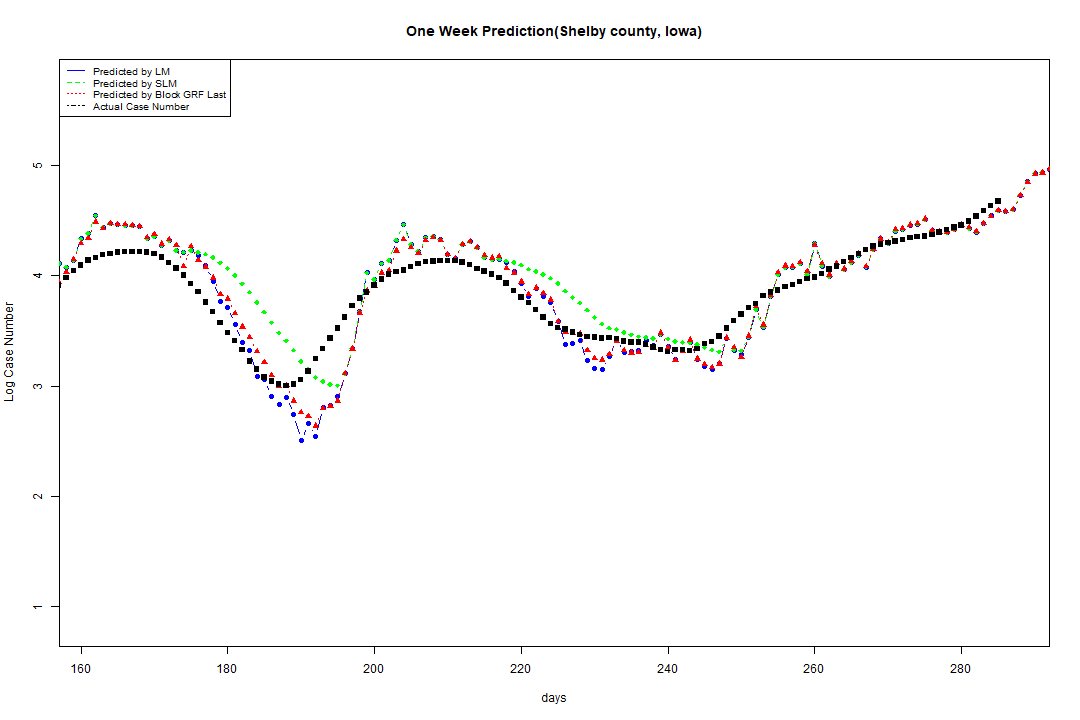 One Week Prediction(Shelby county, Iowa)
Predicted by LM
Predicted by SLM
Predicted by Block GRF Last
Actual Case Number
5
4
3
2
1
Log Case Number
160 180 200 220 240 260 280
days